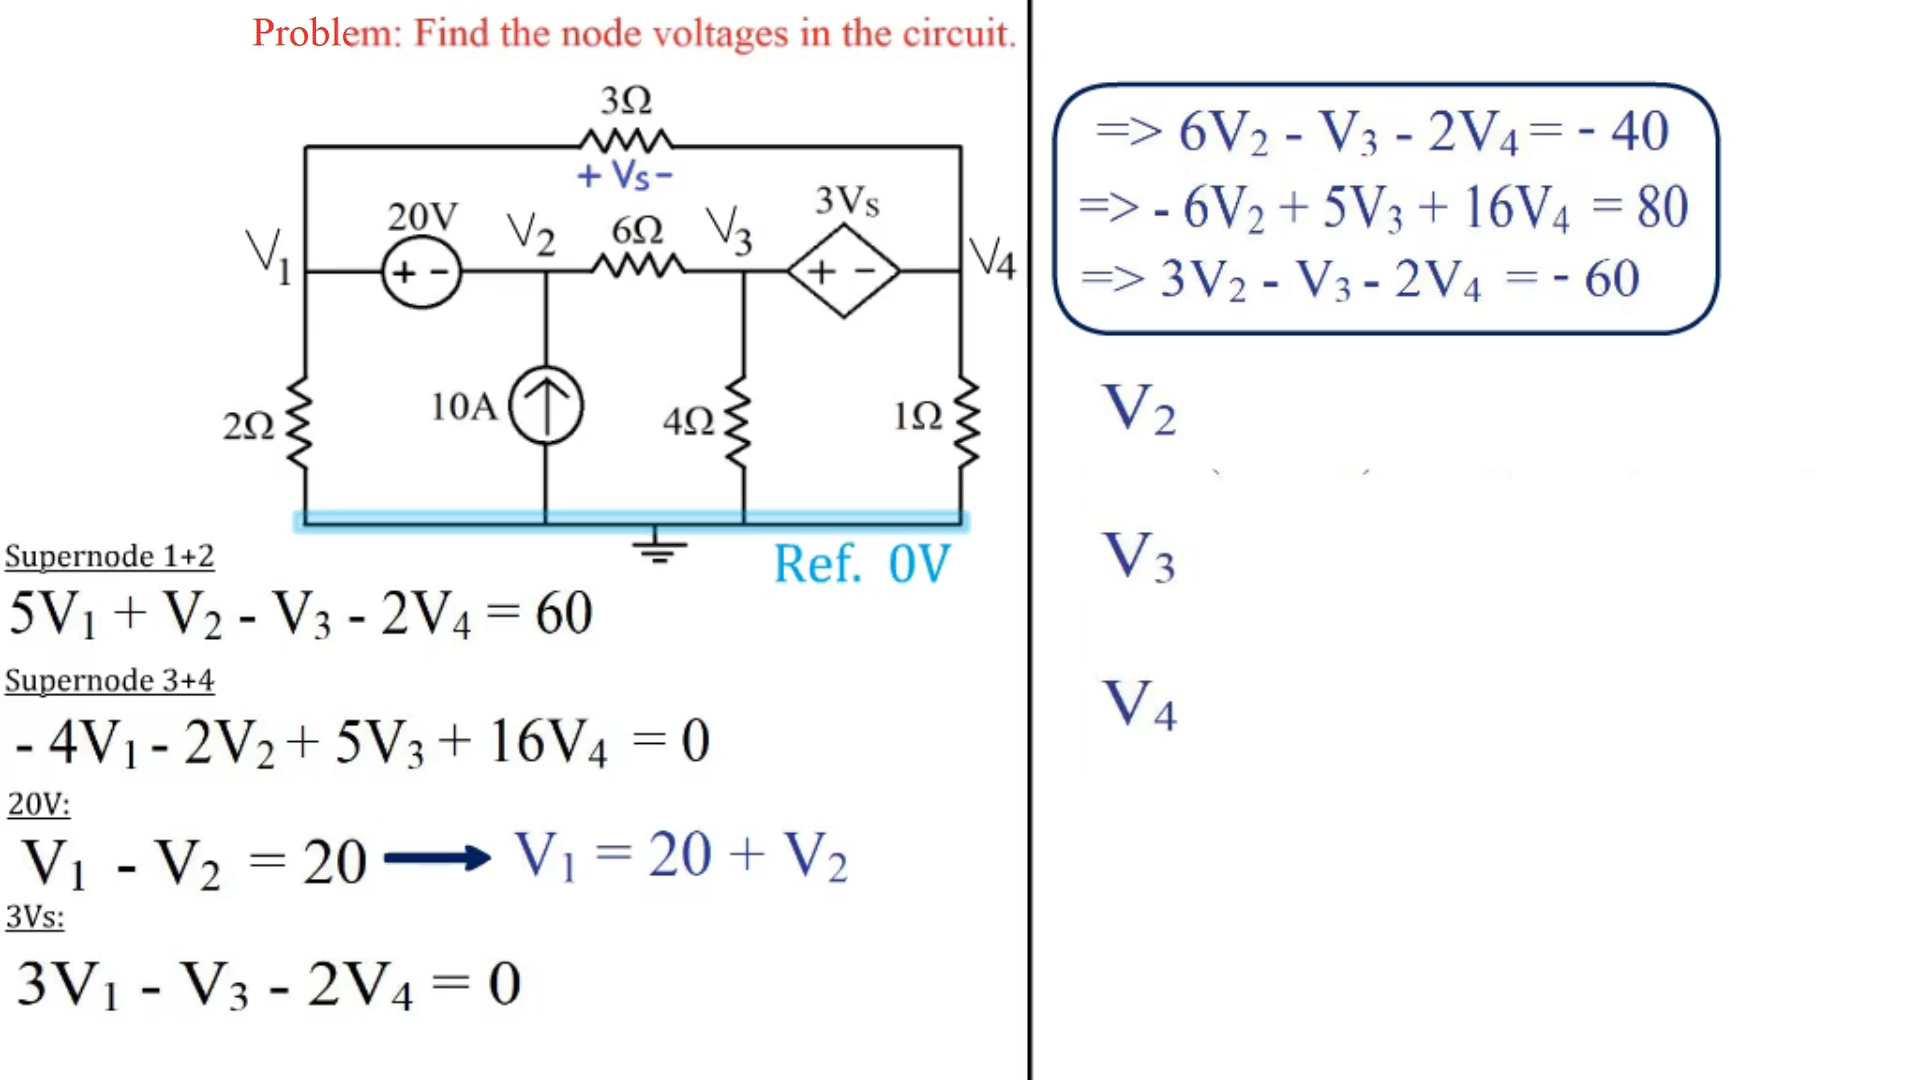 Problem: Find the node voltages in the circuit.
3Ω
+ Vs -
20V V₂ 6Ω V₃ 3Vs
V₁ + - + - V₄
2Ω 10A 4Ω 1Ω
Ref. 0V
Supernode 1+2
5V₁ + V₂ - V₃ - 2V₄ = 60
Supernode 3+4
- 4V₁ - 2V₂ + 5V₃ + 16V₄ = 0
20V:
V₁ - V₂ = 20 → V₁ = 20 + V₂
3Vs:
3V₁ - V₃ - 2V₄ = 0
=> 6V₂ - V₃ - 2V₄ = - 40
=> - 6V₂ + 5V₃ + 16V₄ = 80
=> 3V₂ - V₃ - 2V₄ = - 60
V₂
V₃
V₄